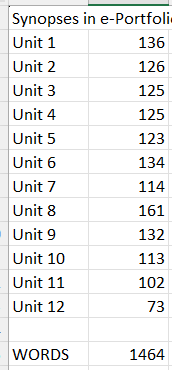 Synopses in e-Portfolio
Unit 1 136
Unit 2 126
Unit 3 125
Unit 4 125
Unit 5 123
Unit 6 134
Unit 7 114
Unit 8 161
Unit 9 132
Unit 10 113
Unit 11 102
Unit 12 73
WORDS 1464